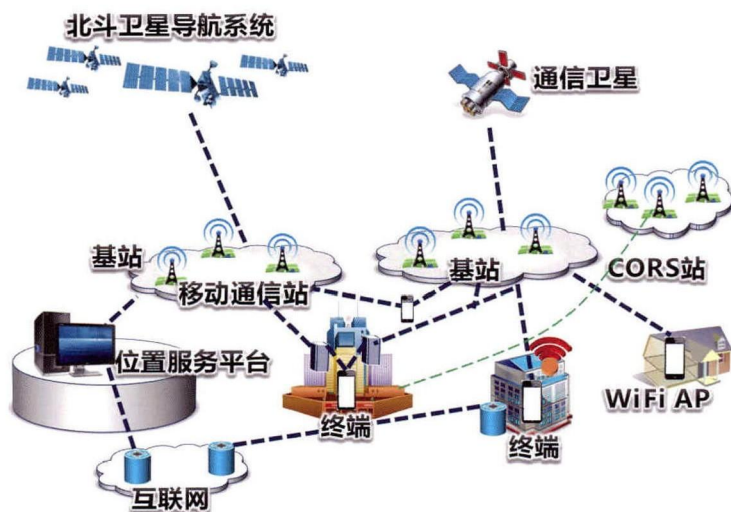 北斗卫星导航系统
通信卫星
基站
移动通信站
基站
CORS站
位置服务平台
终端
终端
WiFi AP
互联网